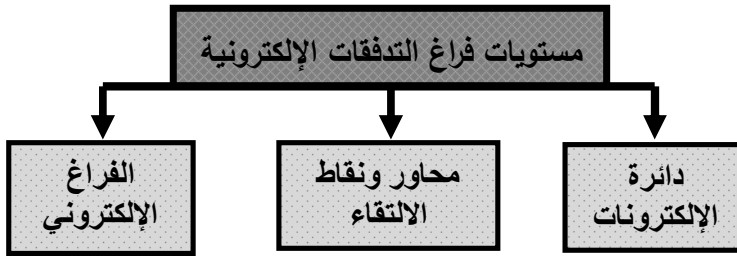 مستويات فراغ التدفقات الإلكترونية
دائرة
الإلكترونات
محاور ونقاط
الالتقاء
الفراغ
الإلكتروني